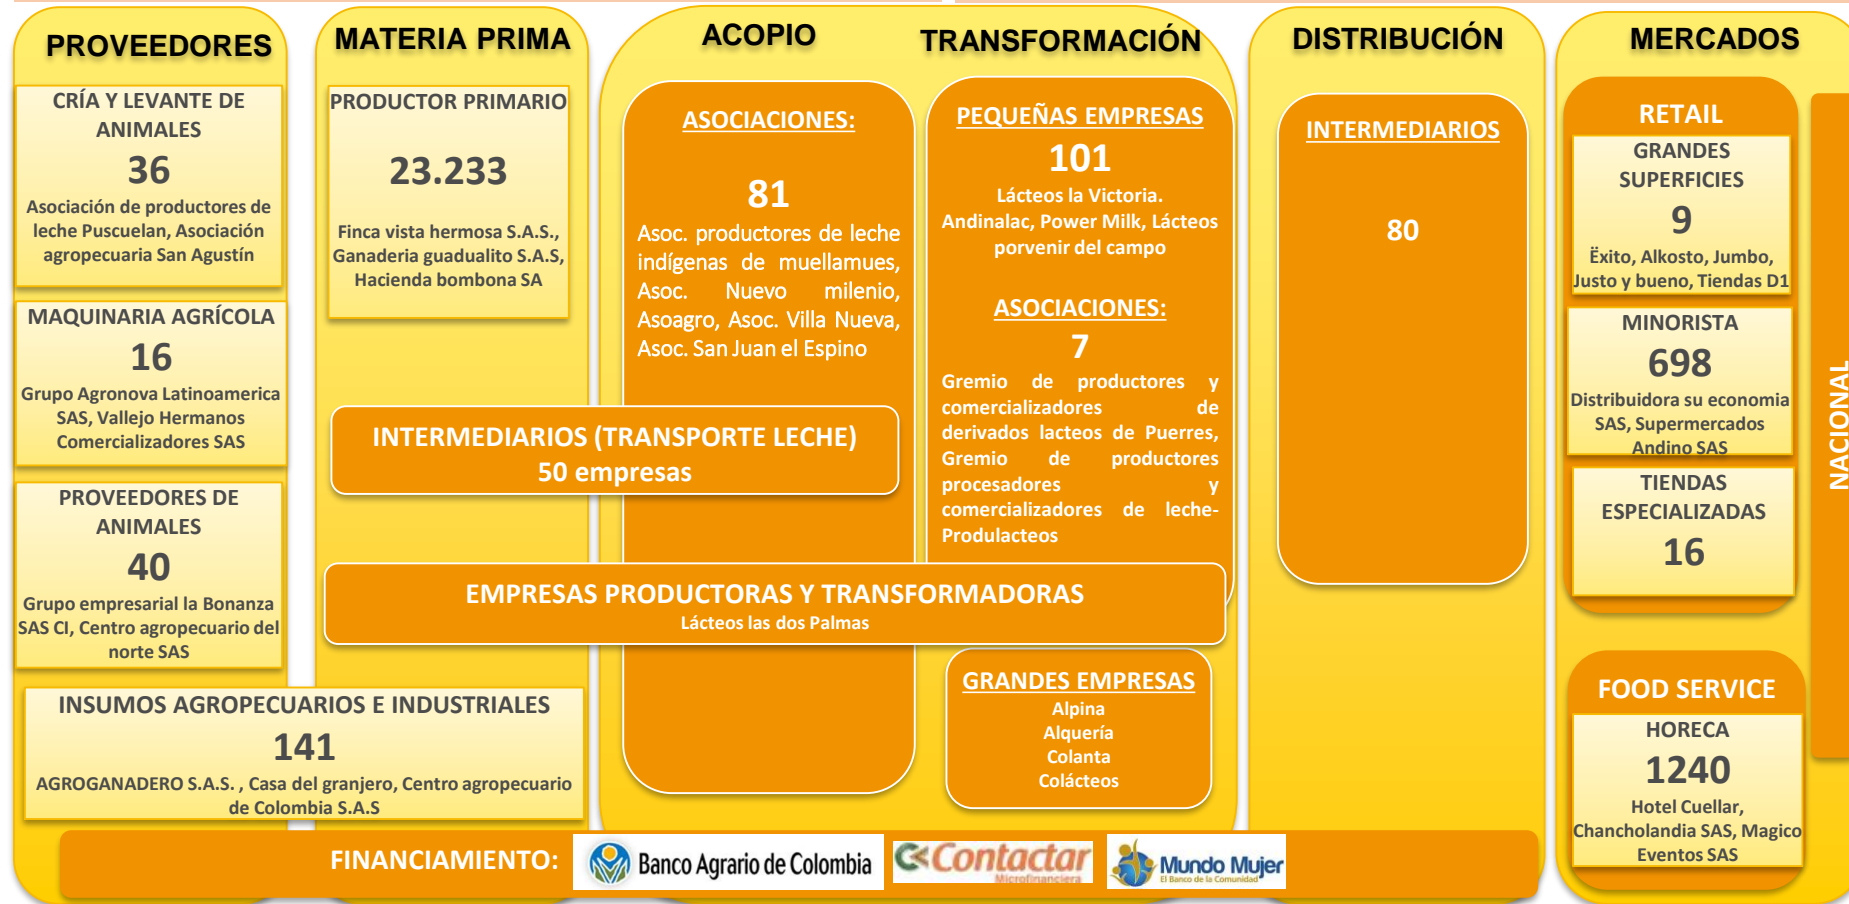 PROVEEDORES
CRÍA Y LEVANTE DE
ANIMALES
36
Asociación de productores de
leche Puscuelan, Asociación
agropecuaria San Agustín
MAQUINARIA AGRÍCOLA
16
Grupo Agronova Latinoamerica
SAS, Vallejo Hermanos
Comercializadores SAS
PROVEEDORES DE
ANIMALES
40
Grupo empresarial la Bonanza
SAS CI, Centro agropecuario del
norte SAS
INSUMOS AGROPECUARIOS E INDUSTRIALES
141
AGROGANADERO S.A.S. , Casa del granjero, Centro agropecuario
de Colombia S.A.S
MATERIA PRIMA
PRODUCTOR PRIMARIO
23.233
Finca vista hermosa S.A.S.,
Ganaderia guadualito S.A.S,
Hacienda bombona SA
INTERMEDIARIOS (TRANSPORTE LECHE)
50 empresas
EMPRESAS PRODUCTORAS Y TRANSFORMADORAS
Lácteos las dos Palmas
ACOPIO
ASOCIACIONES:
81
Asoc. productores de leche
indígenas de muellamues,
Asoc. Nuevo milenio,
Asoagro, Asoc. Villa Nueva,
Asoc. San Juan el Espino
TRANSFORMACIÓN
PEQUEÑAS EMPRESAS
101
Lácteos la Victoria.
Andinalac, Power Milk, Lácteos
porvenir del campo
ASOCIACIONES:
7
Gremio de productores y
comercializadores de
derivados lacteos de Puerres,
Gremio de productores
procesadores y
comercializadores de leche-
Produlacteos
GRANDES EMPRESAS
Alpina
Alquería
Colanta
Colácteos
DISTRIBUCIÓN
INTERMEDIARIOS
80
MERCADOS
RETAIL
GRANDES
SUPERFICIES
9
Ëxito, Alkosto, Jumbo,
Justo y bueno, Tiendas D1
MINORISTA
698
Distribuidora su economia
SAS, Supermercados
Andino SAS
TIENDAS
ESPECIALIZADAS
16
FOOD SERVICE
HORECA
1240
Hotel Cuellar,
Chancholandia SAS, Magico
Eventos SAS
NACIONAL
FINANCIAMIENTO:
Banco Agrario de Colombia
Contactar
Microfinanciera
Mundo Mujer
El Banco de la Comunidad